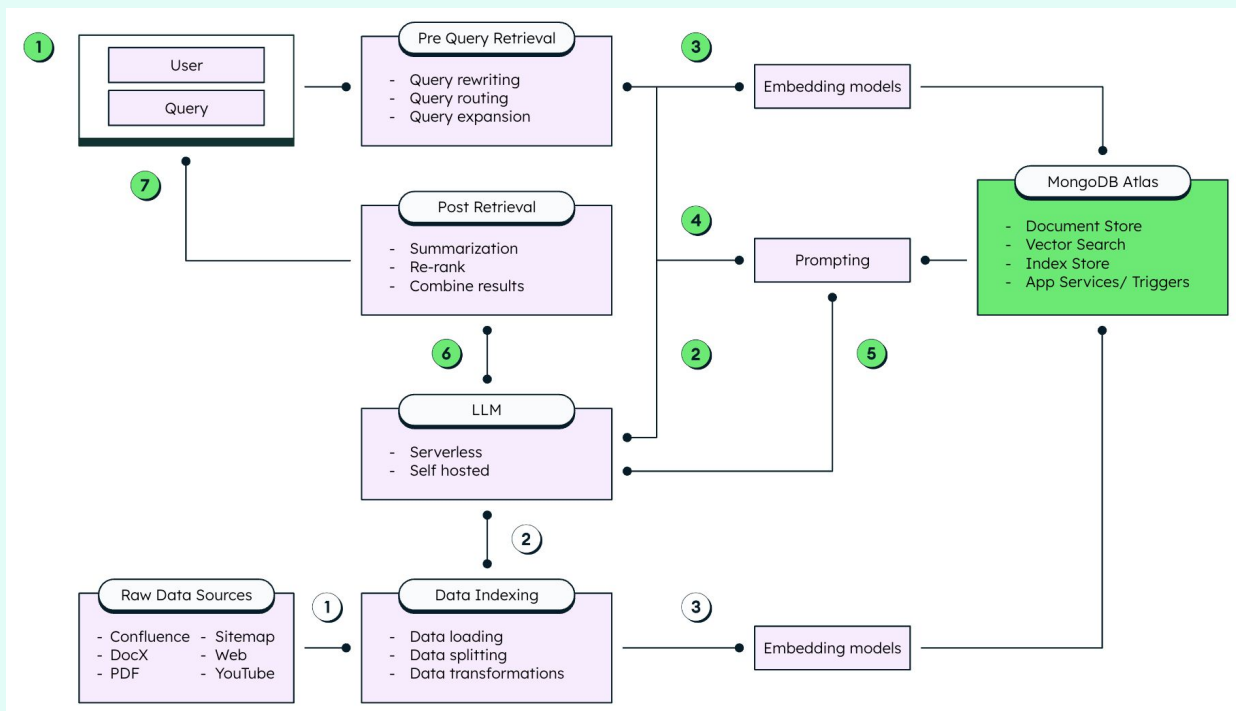 1
User
Query
Pre Query Retrieval
- Query rewriting
- Query routing
- Query expansion
3
Embedding models
7
Post Retrieval
- Summarization
- Re-rank
- Combine results
4
Prompting
MongoDB Atlas
- Document Store
- Vector Search
- Index Store
- App Services/ Triggers
6
2
5
LLM
- Serverless
- Self hosted
2
Raw Data Sources
- Confluence - Sitemap
- DocX - Web
- PDF - YouTube
1
Data Indexing
- Data loading
- Data splitting
- Data transformations
3
Embedding models